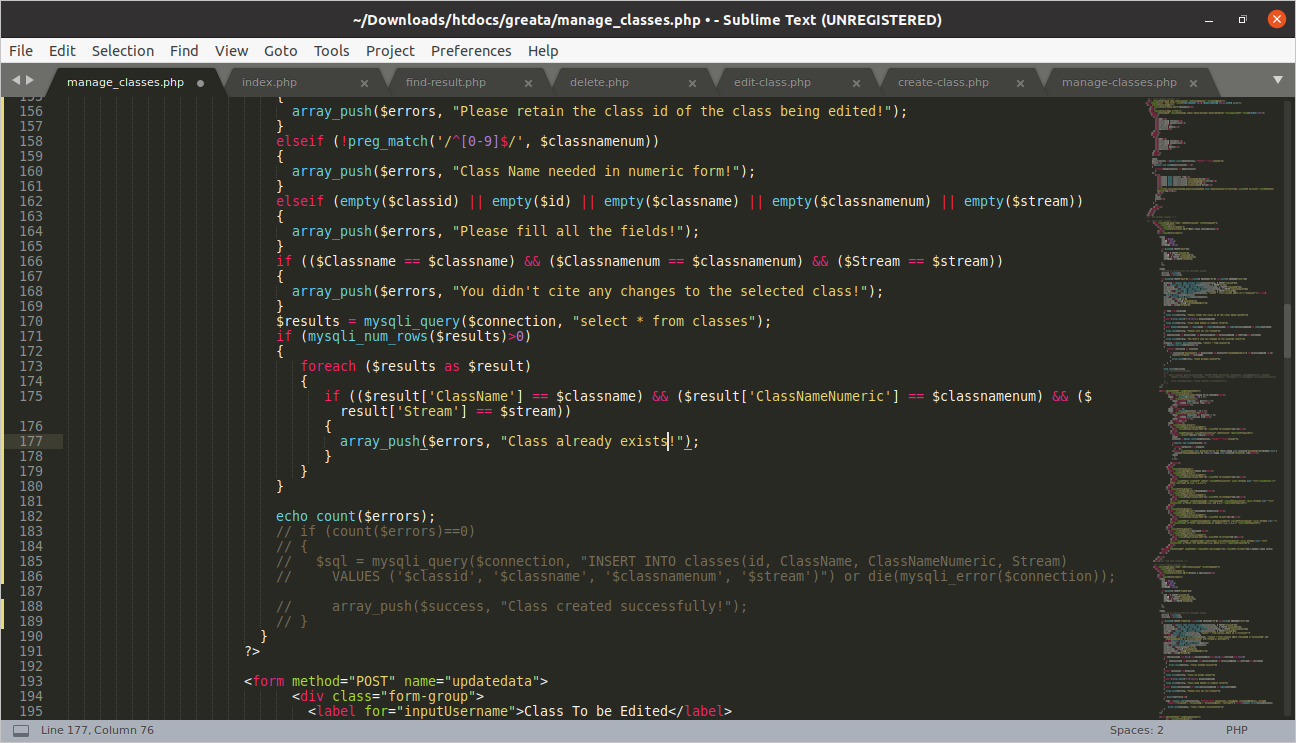 ~/Downloads/htdocs/greata/manage_classes.php • - Sublime Text (UNREGISTERED)
File Edit Selection Find View Goto Tools Project Preferences Help
manage_classes.php index.php find-result.php delete.php edit-class.php create-class.php manage-classes.php
155 {
156 array_push($errors, "Please retain the class id of the class being edited!");
157 }
158 elseif (!preg_match('/^[0-9]$/', $classnamenum))
159 {
160 array_push($errors, "Class Name needed in numeric form!");
161 }
162 elseif (empty($classid) || empty($id) || empty($classname) || empty($classnamenum) || empty($stream))
163 {
164 array_push($errors, "Please fill all the fields!");
165 }
166 if (($Classname == $classname) && ($Classnamenum == $classnamenum) && ($Stream == $stream))
167 {
168 array_push($errors, "You didn't cite any changes to the selected class!");
169 }
170 $results = mysqli_query($connection, "select * from classes");
171 if (mysqli_num_rows($results)>0)
172 {
173 foreach ($results as $result)
174 {
175 if (($result['ClassName'] == $classname) && ($result['ClassNameNumeric'] == $classnamenum) && ($
result['Stream'] == $stream))
176 {
177 array_push($errors, "Class already exists!");
178 }
179 }
180 }
181
182 echo count($errors);
183 // if (count($errors)==0)
184 // {
185 // $sql = mysqli_query($connection, "INSERT INTO classes(id, ClassName, ClassNameNumeric, Stream)
186 // VALUES ('$classid', '$classname', '$classnamenum', '$stream')") or die(mysqli_error($connection));
187
188 // array_push($success, "Class created successfully!");
189 // }
190 }
191 ?>
192
193 <form method="POST" name="updatedata">
194 <div class="form-group">
195 <label for="inputUsername">Class To be Edited</label>
Line 177, Column 76 Spaces: 2 PHP